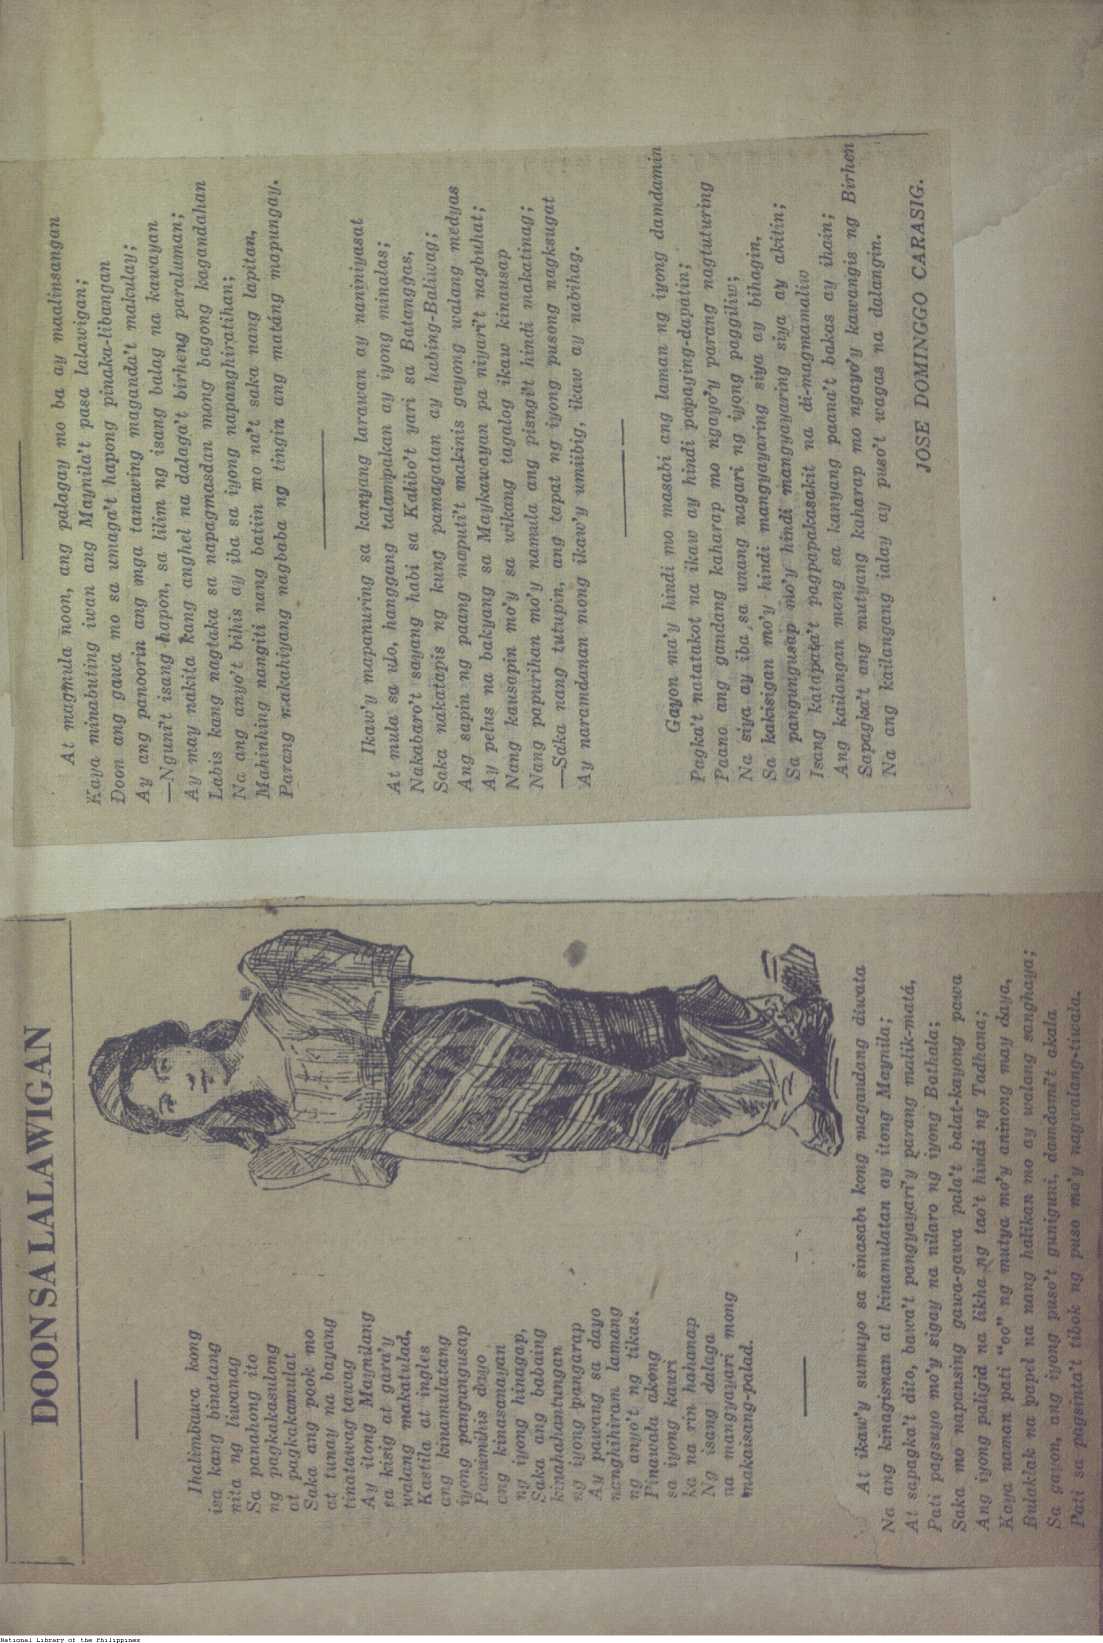 DOON SA LALAWIGAN
Ihalimbawa kong
isa kang binatang
nita ng liwanag
Sa panahong ito
ng pagkakasulong
at pagkakamulat
Saka ang pook mo
at tunay na bayang
tinatawag tawag
Ay itong Maynilang
sa kisig at gara'y
walang makatulad,
Kastila at ingles
ang kinamulatang
iyong pangungusap
Pananamihis dayo
ang kinasamayan
ng iyong hinagap,
Saka ang babaing
kinahahantungan
ng iyong pangarap
Ay pawang sa dayo
nanghihiram lamang
ng anyo't ng tikas.
Pinawala akong
sa iyong kawri
ka na rin hahamap
Ng isang dalaga
na mangyayari mong
makaisang-palad.
At ikaw'y sumuyo sa sinasabi kong magandang diwata
Na ang kinagisnan at kinamulatan ay itong Maynila;
At sapagka't dito, bawa't pangyayari'y parang malik-matá,
Pati pagsuyo mo'y sigay na nilaro ng iyong Bathala;
Saka mo napansing gawa-gawa pala't balat-kayong pawa
Ang iyong paligid na likha ng tao't hindi ng Tadhana;
Kaya naman pati "oo" ng mutya mo'y animong may daya,
Bulaklak na papel na nang halikan mo ay walang sanghaya;
Sa gayon, ang iyong puso't guniguni, damdami't akala
Pati sa pagsinta't tibok ng puso mo'y nagwalang-tiwala.
At magmula noon, ang palagay mo ba ay maalinsangan
Kaya minabuting iwan ang Maynila't pasa lalawigan;
Doon ang gawa mo sa umaga't hapong pinaka-libangan
Ay ang panoorin ang mga tanawing maganda't makulay;
—Nguni't isang hapon, sa lilim ng isang balag na kawayan
Ay may nakita kang anghel na dalaga't birheng paraluman;
Labis kang nagtaka sa napagmasdan mong bagong kagandahan
Na ang anyo't bihis ay iba sa iyong napangkiratihan;
Mahinhing nangiti nang batiin mo na't saka nang lapitan,
Parang nakahiyang nagbaba ng tingin ang matáng mapungay.
Ikaw'y mapanuring sa kanyang larawan ay naniniyasat
At mula sa ulo, hanggang talampakan ay iyong minalas;
Nakabaro't sayang habi sa Kalibo't yari sa Batanggas,
Saka nakatapis ng kung pamagatan ay habing-Baliwag;
Ang sapin ng paang maputi't makinis gayong walang medyas
Ay pelus na bakyang sa Maykawayan pa niyari't nagbuhat;
Nang kausapin mo'y sa wikang tagalog ikaw kinausap
Nang papurihan mo'y namula ang pisngi't hindi makatinag;
—Saka nang tutupin, ang tapat ng iyong pusong nagksugat
Ay naramdanan mong ikaw'y umiibig, ikaw ay nabihag.
Gayon ma'y hindi mo masabi ang laman ng iyong damdamin
Pagka't natatakot na ikaw ay hindi papaging-dapatin;
Paano ang gandang kaharap mo ngayo'y parang nagtuturing
Na siya ay iba sa unang nagari ng iyong paggiliw;
Sa kakisigan mo'y hindi mangyayaring siya ay bihagin,
Sa pangungusap mo'y hindi mangyayaring siya ay akitin;
Isang katapata't pagpapakasakit na di-magmamaliw
Ang kailangan mong sa kanyang paana't bakas ay ihain;
Sapagka't ang mutyang kaharap mo ngayo'y kawangis ng Birhen
Na ang kailangang ialay ay puso't wagas na dalangin.
JOSE DOMINGGO CARASIG.
National Library of the Philippines